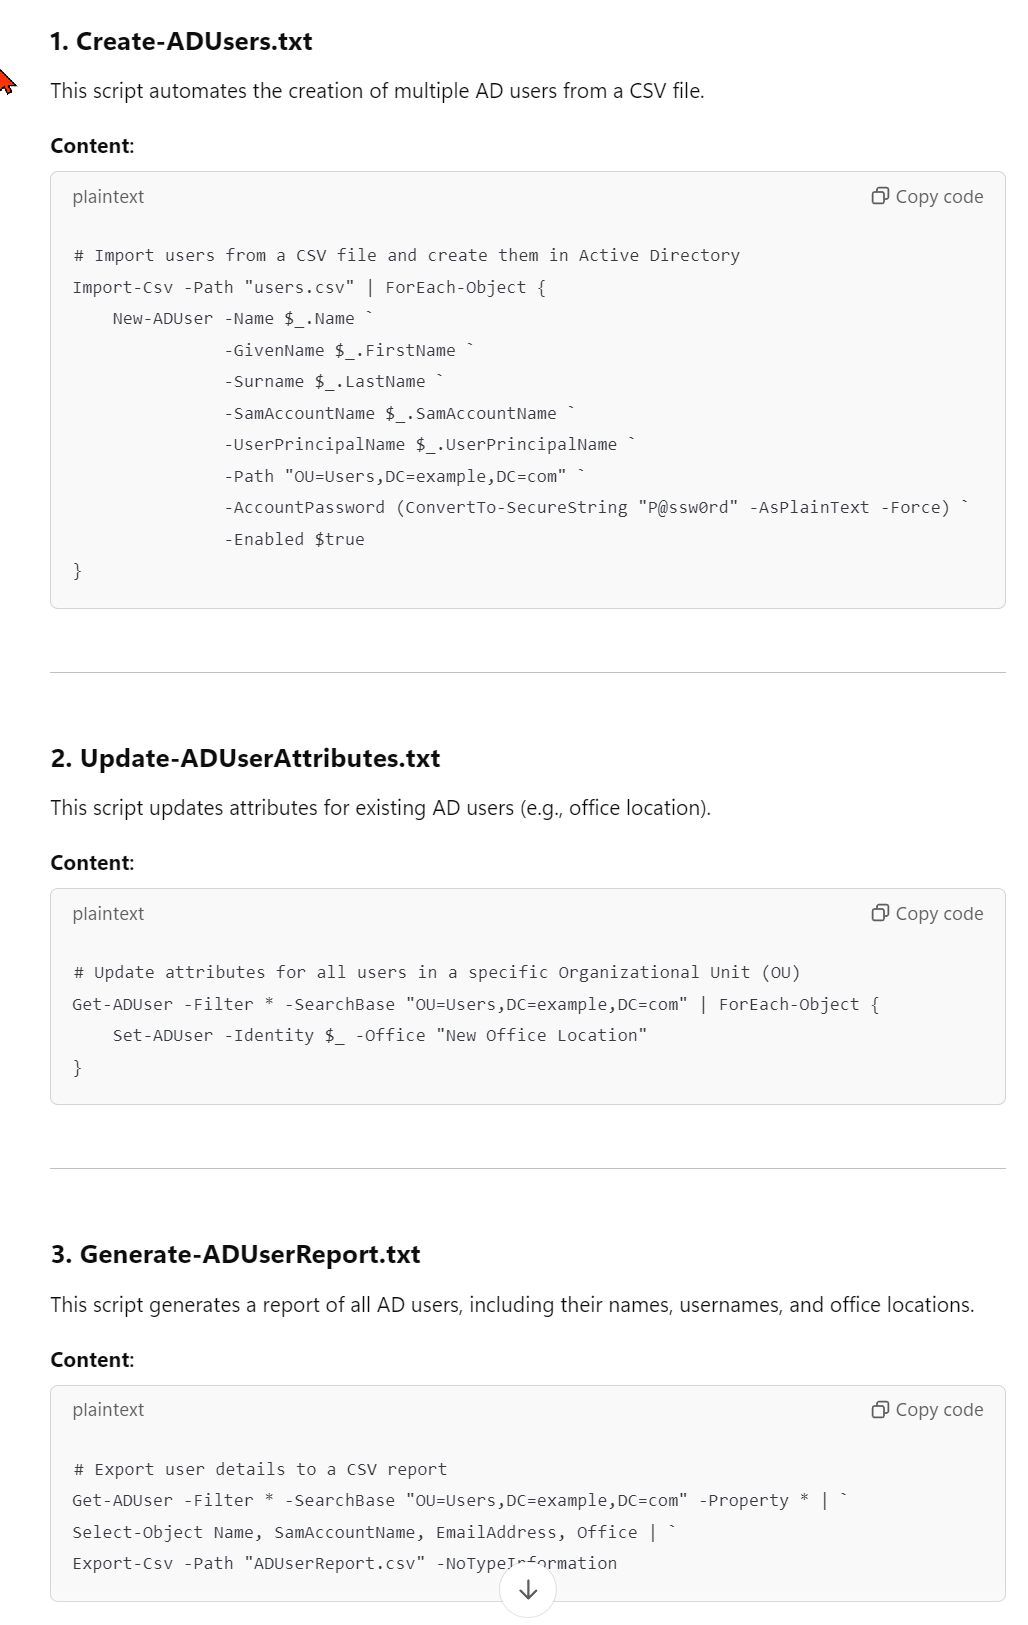 1. Create-ADUsers.txt
This script automates the creation of multiple AD users from a CSV file.
Content:
plaintext
Copy code
# Import users from a CSV file and create them in Active Directory
Import-Csv -Path "users.csv" | ForEach-Object {
    New-ADUser -Name $_.Name `
               -GivenName $_.FirstName `
               -Surname $_.LastName `
               -SamAccountName $_.SamAccountName `
               -UserPrincipalName $_.UserPrincipalName `
               -Path "OU=Users,DC=example,DC=com" `
               -AccountPassword (ConvertTo-SecureString "P@ssw0rd" -AsPlainText -Force) `
               -Enabled $true
}
2. Update-ADUserAttributes.txt
This script updates attributes for existing AD users (e.g., office location).
Content:
plaintext
Copy code
# Update attributes for all users in a specific Organizational Unit (OU)
Get-ADUser -Filter * -SearchBase "OU=Users,DC=example,DC=com" | ForEach-Object {
    Set-ADUser -Identity $_ -Office "New Office Location"
}
3. Generate-ADUserReport.txt
This script generates a report of all AD users, including their names, usernames, and office locations.
Content:
plaintext
Copy code
# Export user details to a CSV report
Get-ADUser -Filter * -SearchBase "OU=Users,DC=example,DC=com" -Property * | `
Select-Object Name, SamAccountName, EmailAddress, Office | `
Export-Csv -Path "ADUserReport.csv" -NoTypeInformation